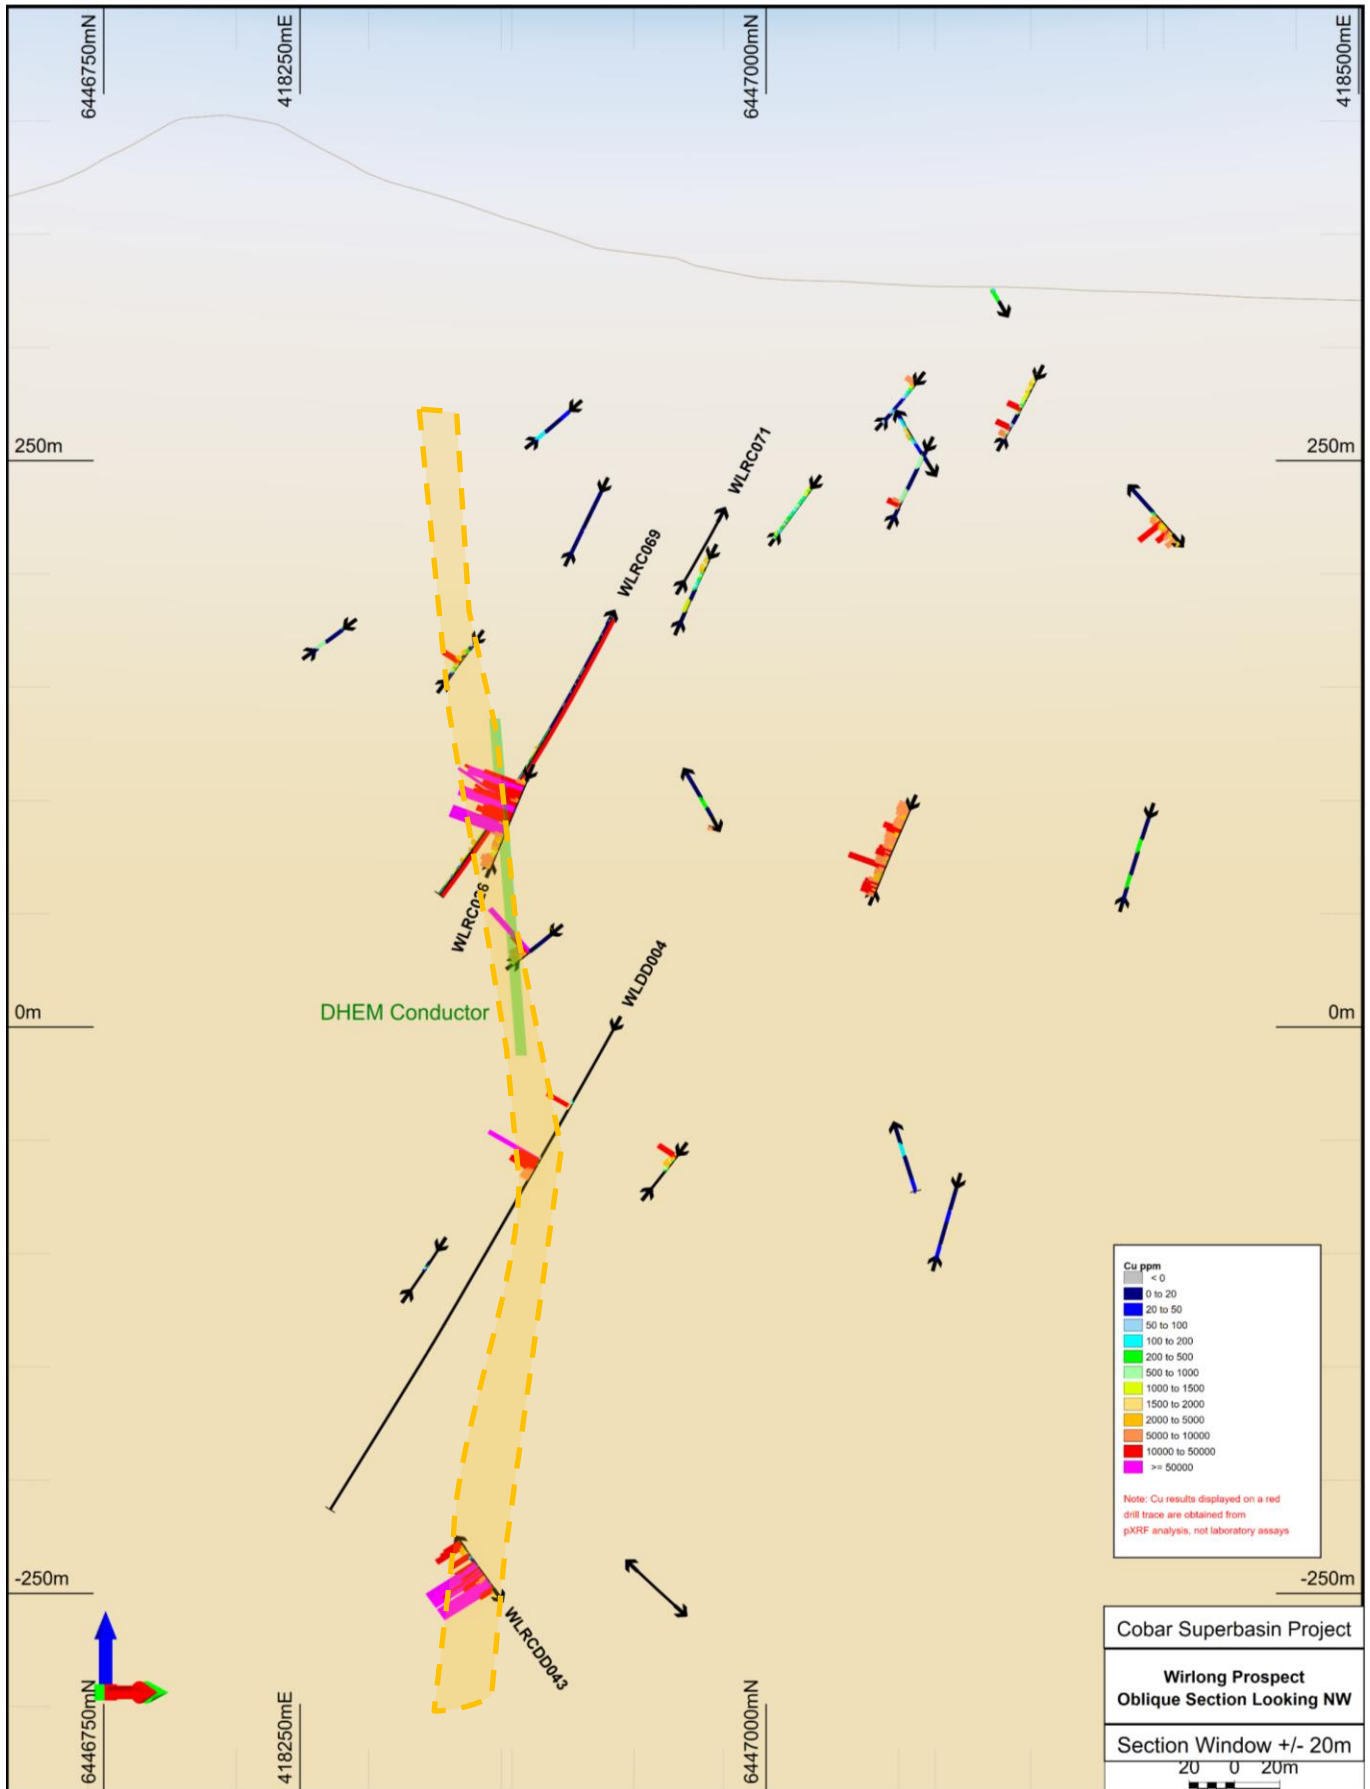 6446750mN
418250mE
6447000mN
418500mE
250m
250m
WLRC071
WLRC069
WLRC026
0m
0m
WLDD004
DHEM Conductor
Cu ppm
< 0
0 to 20
20 to 50
50 to 100
100 to 200
200 to 500
500 to 1000
1000 to 1500
1500 to 2000
2000 to 5000
5000 to 10000
10000 to 50000
>= 50000
Note: Cu results displayed on a red
drill trace are obtained from
pXRF analysis, not laboratory assays
-250m
-250m
WLRCDD043
Cobar Superbasin Project
Wirlong Prospect
Oblique Section Looking NW
Section Window +/- 20m
20 0 20m
6446750mN
418250mE
6447000mN